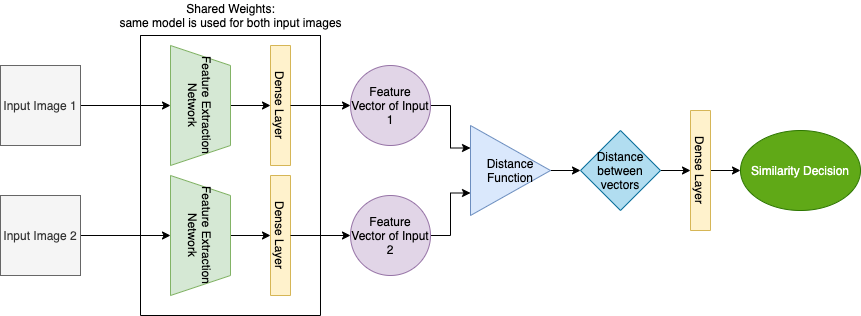 Shared Weights:
same model is used for both input images
Input Image 1
Feature Extraction
Network
Dense Layer
Feature
Vector of Input
1
Input Image 2
Feature Extraction
Network
Dense Layer
Feature
Vector of Input
2
Distance
Function
Distance
between
vectors
Dense Layer
Similarity Decision